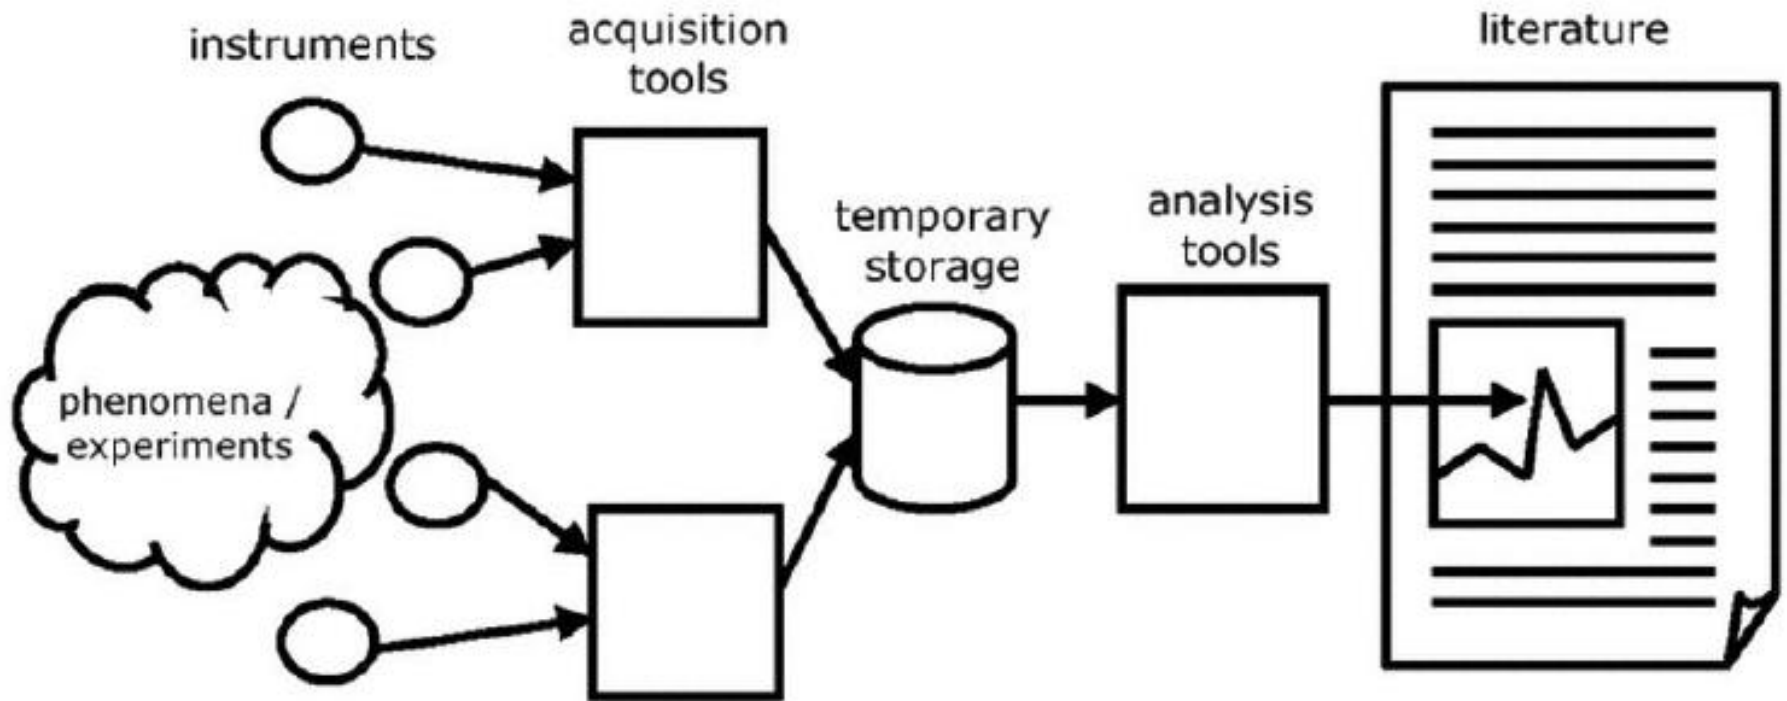 instruments
acquisition
tools
literature
temporary
storage
analysis
tools
phenomena /
experiments